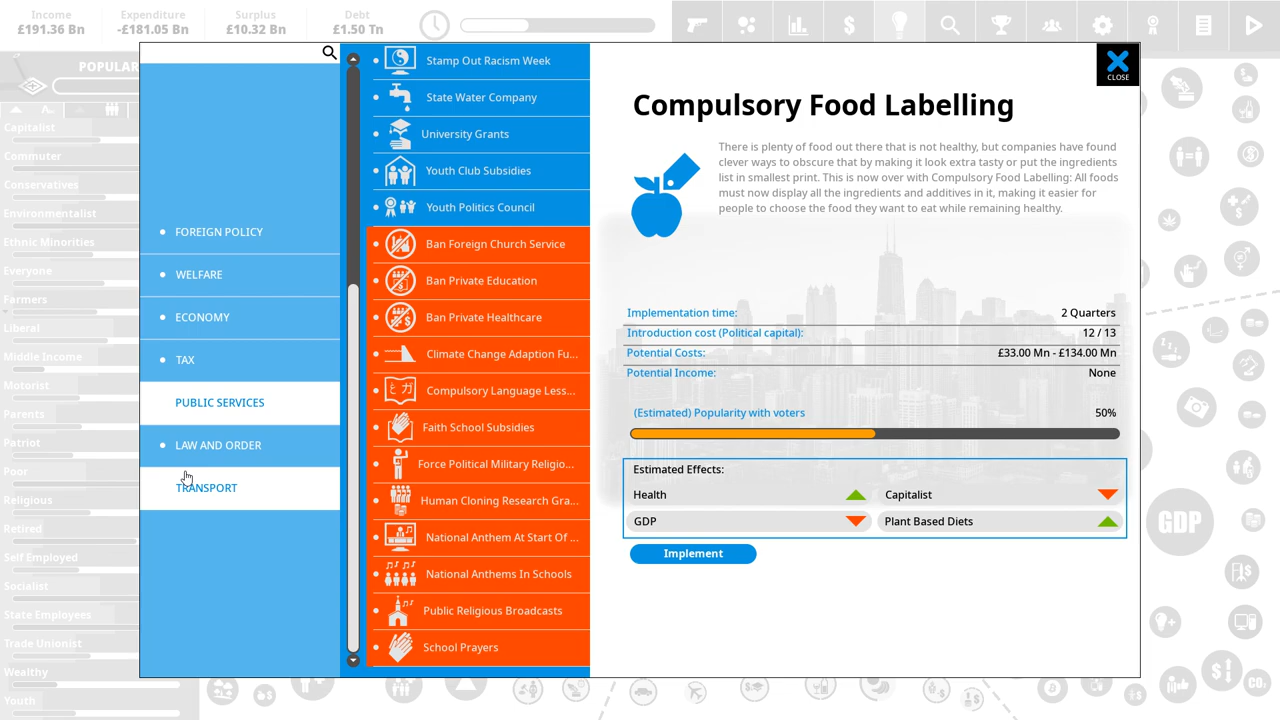 Income
£191.36 Bn
Expenditure
-£181.05 Bn
Surplus
£10.32 Bn
Debt
£1.50 Tn
POPULAR
Capitalist
Commuter
Conservatives
Environmentalist
Ethnic Minorities
Everyone
Farmers
Liberal
Middle Income
Motorist
Parents
Patriot
Poor
Religious
Retired
Self Employed
Socialist
State Employees
Trade Unionist
Wealthy
Youth
FOREIGN POLICY
WELFARE
ECONOMY
TAX
PUBLIC SERVICES
LAW AND ORDER
TRANSPORT
Stamp Out Racism Week
State Water Company
University Grants
Youth Club Subsidies
Youth Politics Council
Ban Foreign Church Service
Ban Private Education
Ban Private Healthcare
Climate Change Adaption Fu...
Compulsory Language Less...
Faith School Subsidies
Force Political Military Religio...
Human Cloning Research Gra...
National Anthem At Start Of ...
National Anthems In Schools
Public Religious Broadcasts
School Prayers
CLOSE
Compulsory Food Labelling
There is plenty of food out there that is not healthy, but companies have found
clever ways to obscure that by making it look extra tasty or put the ingredients
list in smallest print. This is now over with Compulsory Food Labelling: All foods
must now display all the ingredients and additives in it, making it easier for
people to choose the food they want to eat while remaining healthy.
Implementation time: 2 Quarters
Introduction cost (Political capital): 12 / 13
Potential Costs: £33.00 Mn - £134.00 Mn
Potential Income: None
(Estimated) Popularity with voters 50%
Estimated Effects:
Health Capitalist
GDP Plant Based Diets
Implement
GDP
CO₂